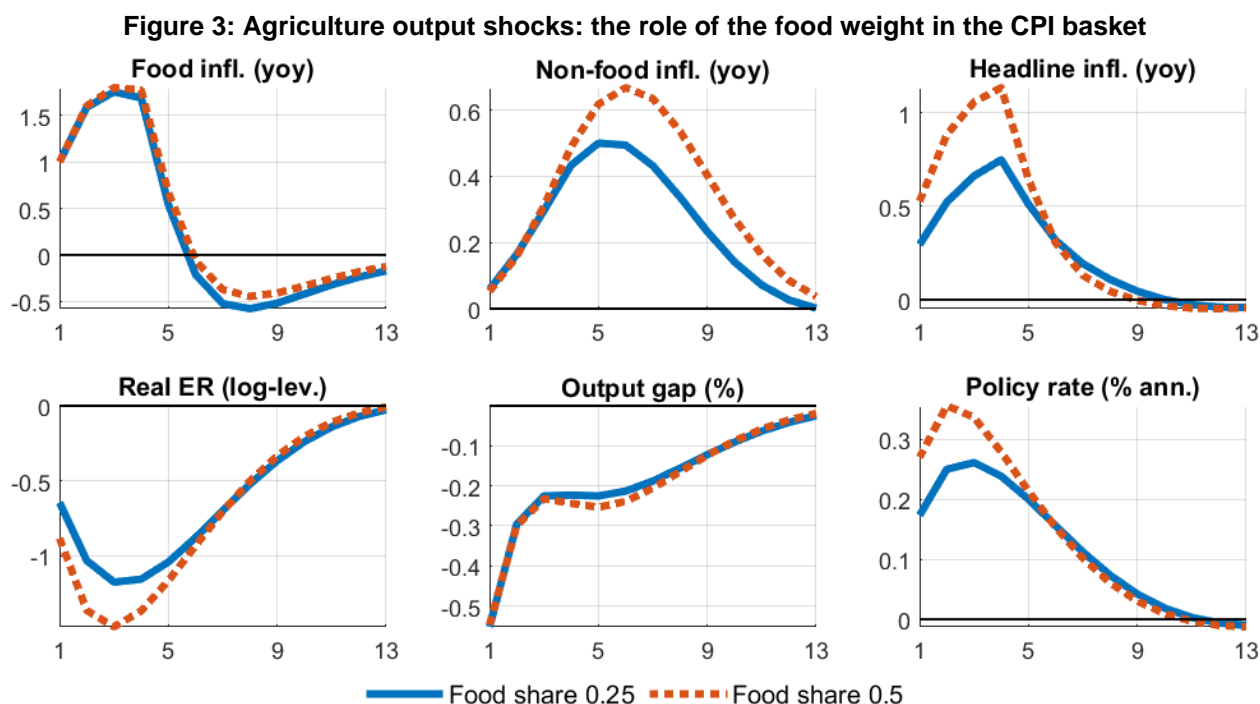 Figure 3: Agriculture output shocks: the role of the food weight in the CPI basket
Food infl. (yoy)
1.5
1
0.5
0
-0.5
1 5 9 13
Non-food infl. (yoy)
0.6
0.4
0.2
0
1 5 9 13
Headline infl. (yoy)
1
0.5
0
1 5 9 13
Real ER (log-lev.)
0
-0.5
-1
1 5 9 13
Output gap (%)
-0.1
-0.2
-0.3
-0.4
-0.5
1 5 9 13
Policy rate (% ann.)
0.3
0.2
0.1
0
1 5 9 13
Food share 0.25 Food share 0.5